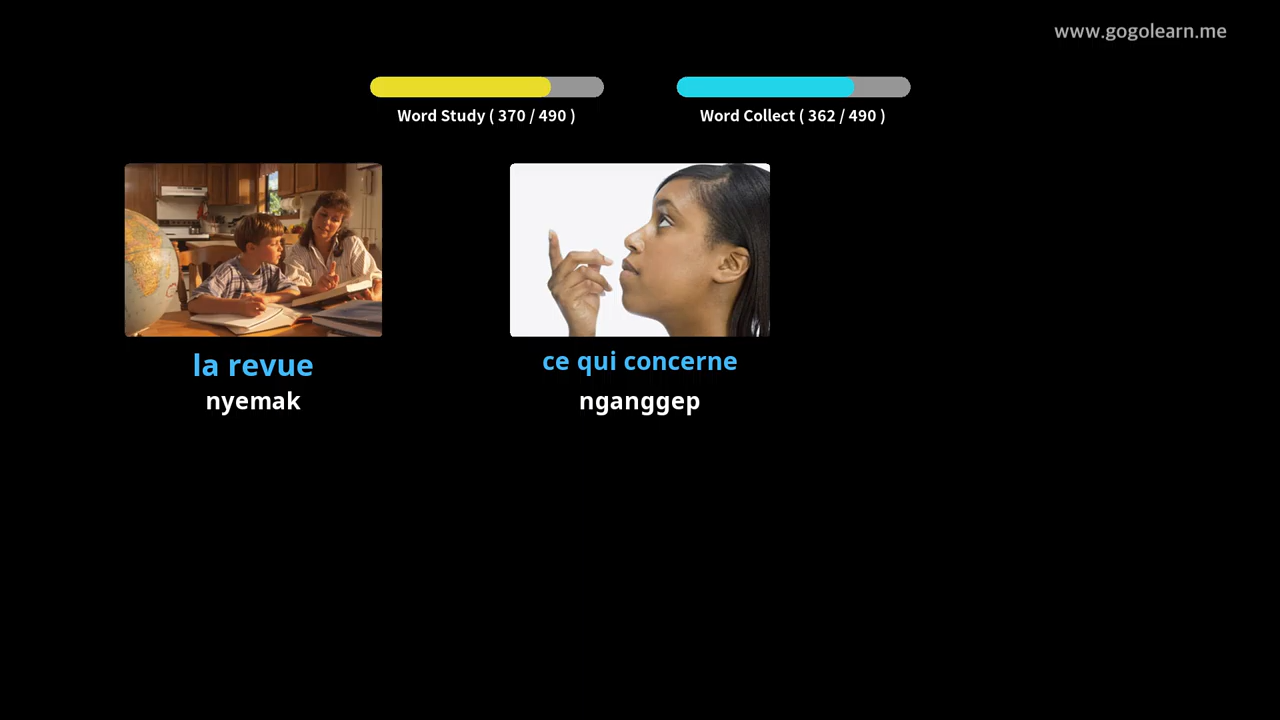 www.gogolearn.me
Word Study ( 370 / 490 )
Word Collect ( 362 / 490 )
la revue
nyemak
ce qui concerne
nganggep